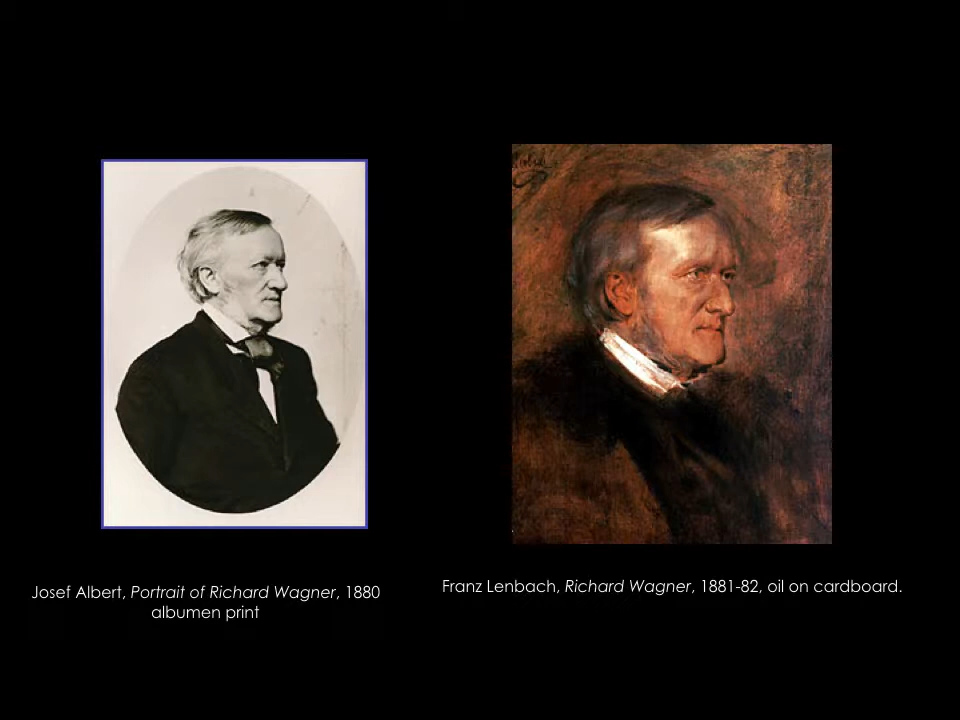 Josef Albert, Portrait of Richard Wagner, 1880
albumen print
Franz Lenbach, Richard Wagner, 1881-82, oil on cardboard.